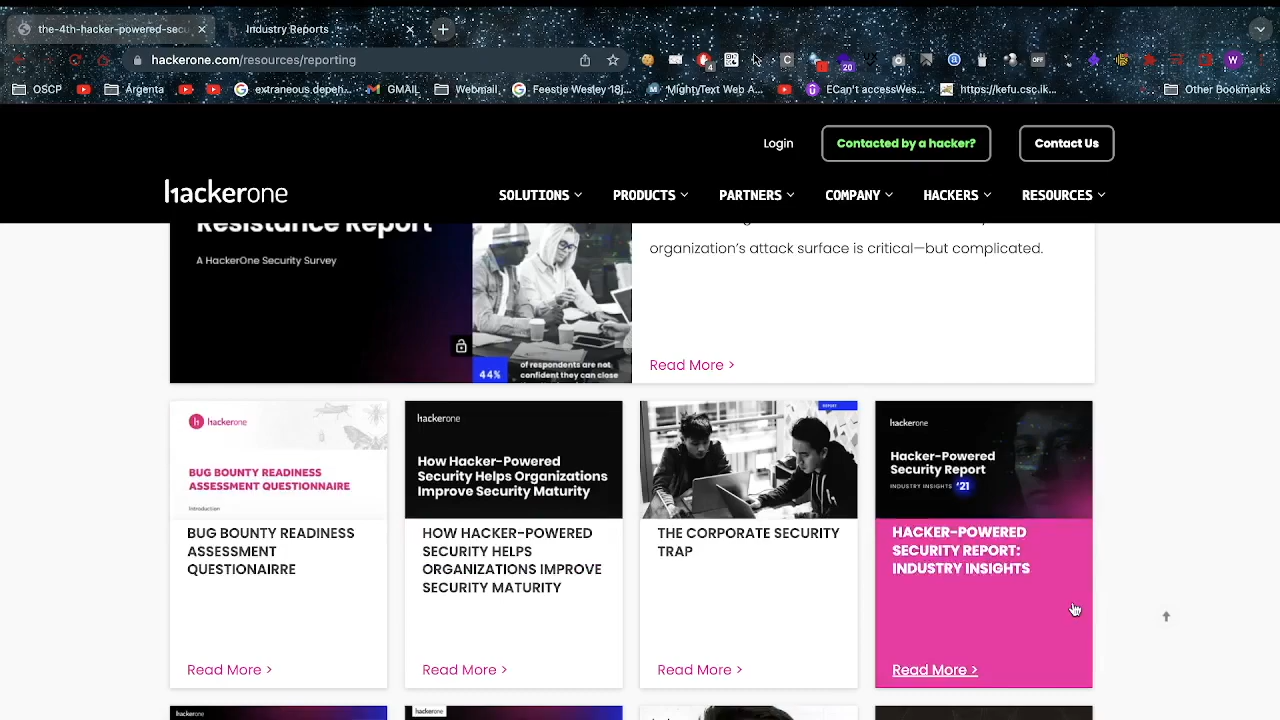 the-4th-hacker-powered-secu
Industry Reports
hackerone.com/resources/reporting
4
20
OFF
W
OSCP
Argenta
extraneous.depen...
GMAIL
Webmail
Feestje Wesley 18j...
'MightyText Web A...
ECan't accessWes...
https://kefu.csc.lk...
Other Bookmarks
Login
Contacted by a hacker?
Contact Us
hackerone
SOLUTIONS
PRODUCTS
PARTNERS
COMPANY
HACKERS
RESOURCES
Resistance Report
A HackerOne Security Survey
44%
of respondents are not
confident they can close
organization's attack surface is critical—but complicated.
Read More >
hackerone
BUG BOUNTY READINESS
ASSESSMENT QUESTIONNAIRE
Introduction
BUG BOUNTY READINESS
ASSESSMENT
QUESTIONAIRRE
Read More >
hackerone
How Hacker-Powered
Security Helps Organizations
Improve Security Maturity
HOW HACKER-POWERED
SECURITY HELPS
ORGANIZATIONS IMPROVE
SECURITY MATURITY
Read More >
REPORT
THE CORPORATE SECURITY
TRAP
Read More >
hackerone
Hacker-Powered
Security Report
INDUSTRY INSIGHTS '21
HACKER-POWERED
SECURITY REPORT:
INDUSTRY INSIGHTS
Read More >
hackerone
hackerone